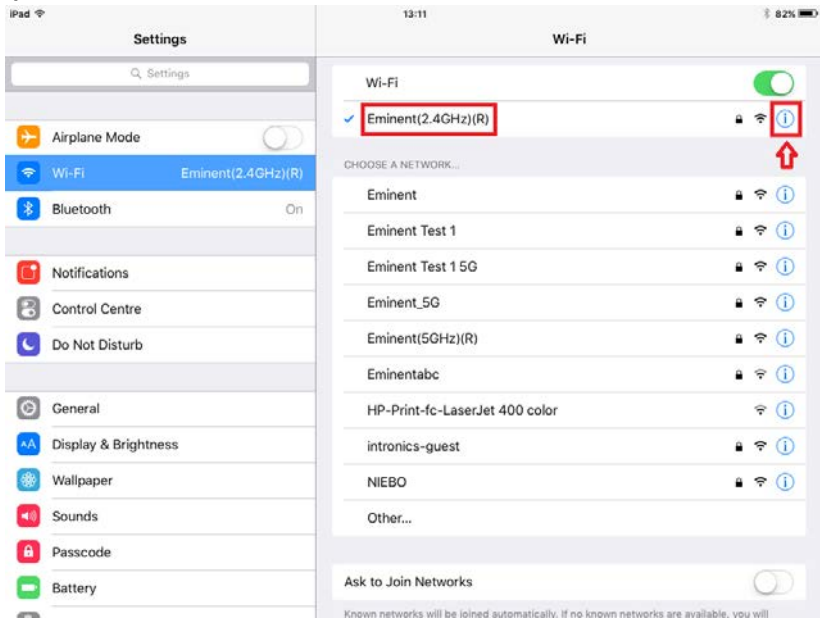 iPad 13:11 82%
Settings
Wi-Fi
Settings
Airplane Mode
Wi-Fi Eminent(2.4GHz)(R)
Bluetooth On
Notifications
Control Centre
Do Not Disturb
General
Display & Brightness
Wallpaper
Sounds
Passcode
Battery
Wi-Fi
Eminent(2.4GHz)(R)
CHOOSE A NETWORK...
Eminent
Eminent Test 1
Eminent Test 1 5G
Eminent_5G
Eminent(5GHz)(R)
Eminentabc
HP-Print-fc-LaserJet 400 color
intronics-guest
NIEBO
Other...
Ask to Join Networks
Known networks will be joined automatically. If no known networks are available, you will